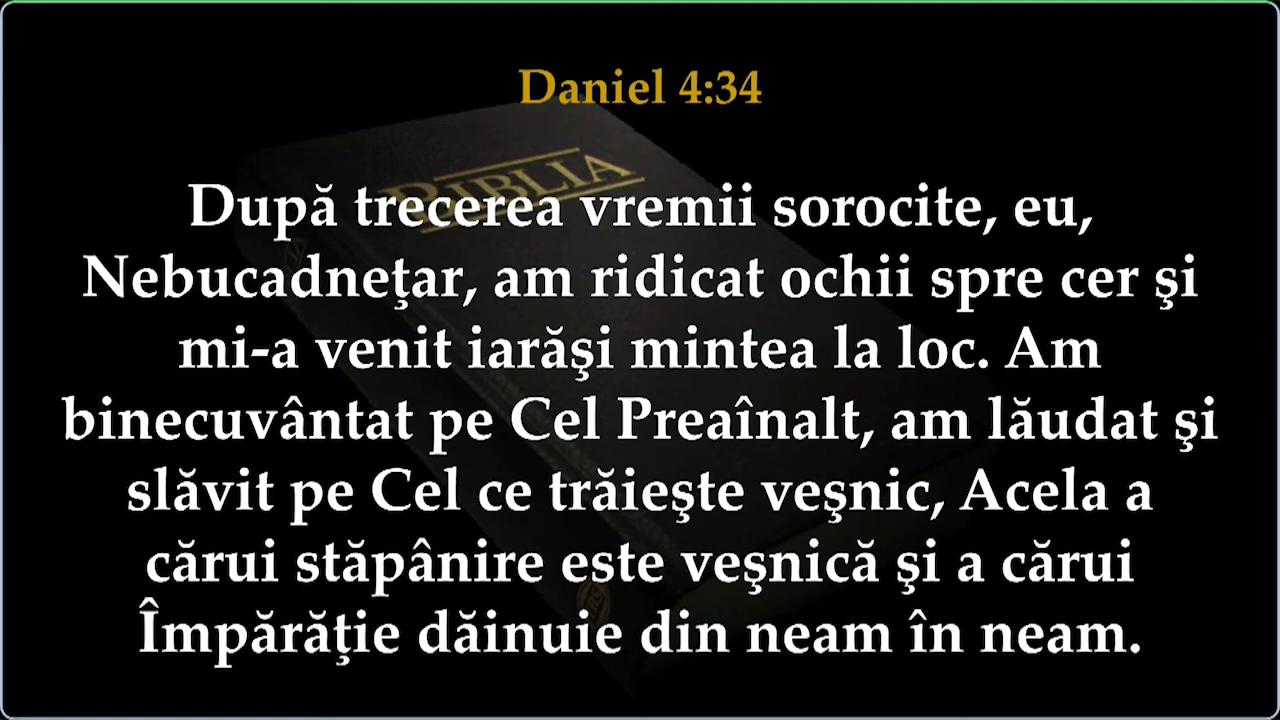 Daniel 4:34
BIBLIA
După trecerea vremii sorocite, eu,
Nebucadneţar, am ridicat ochii spre cer şi
mi-a venit iarăşi mintea la loc. Am
binecuvântat pe Cel Preaînalt, am lăudat şi
slăvit pe Cel ce trăieşte veşnic, Acela a
cărui stăpânire este veşnică şi a cărui
Împărăţie dăinuie din neam în neam.